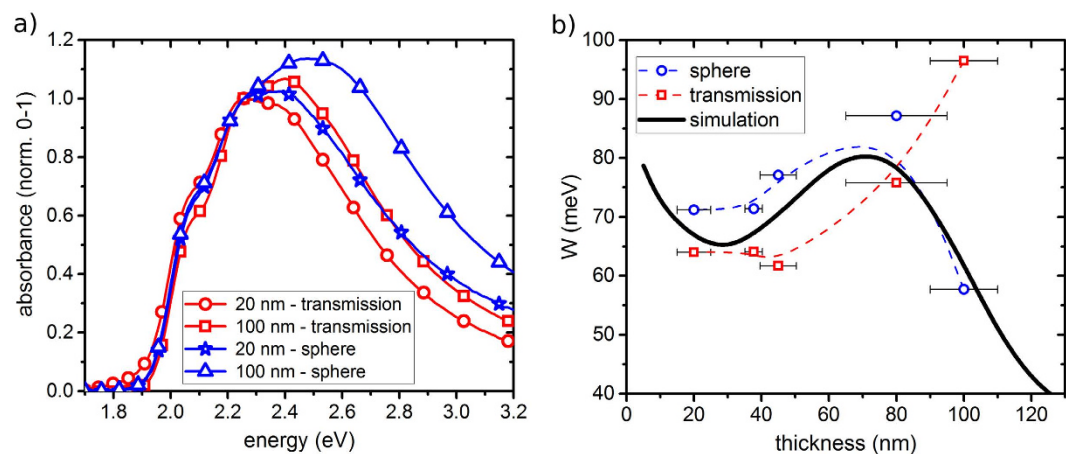 a)
1.2
1.0
0.8
0.6
0.4
0.2
0.0
absorbance (norm. 0-1)
20 nm - transmission
100 nm - transmission
20 nm - sphere
100 nm - sphere
1.8 2.0 2.2 2.4 2.6 2.8 3.0 3.2
energy (eV)
b)
100
90
80
70
60
50
40
W (meV)
sphere
transmission
simulation
0 20 40 60 80 100 120
thickness (nm)